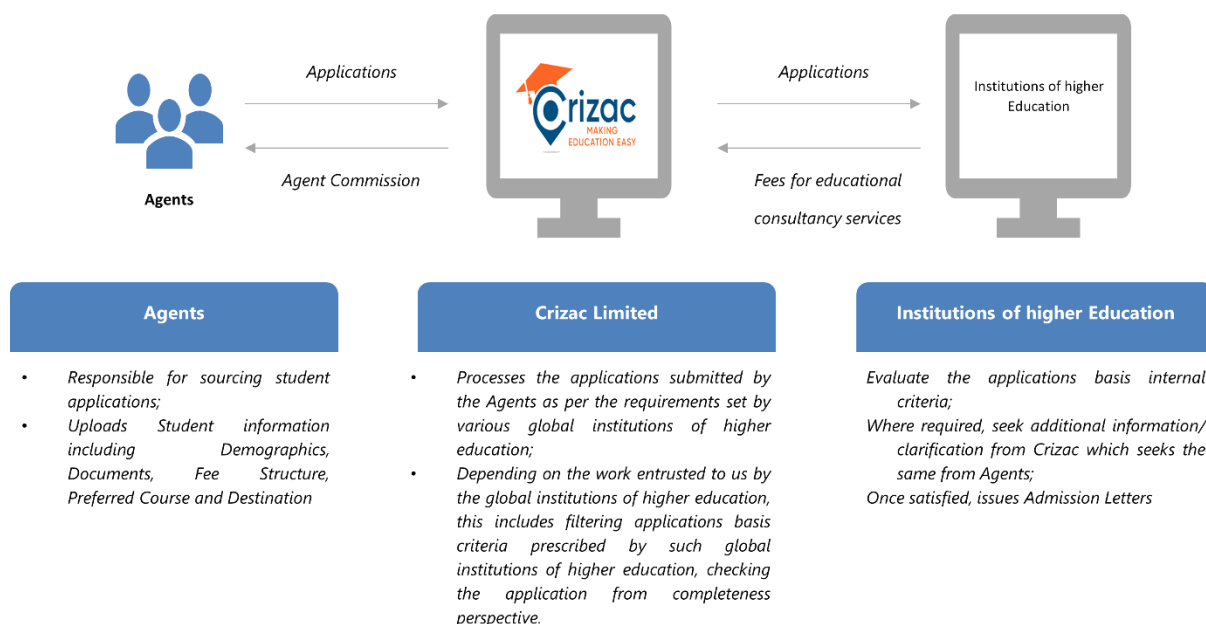 Applications
Applications
Crizac
MAKING
EDUCATION EASY
Institutions of higher
Education
Agents
Agent Commission
Fees for educational
consultancy services
Agents
• Responsible for sourcing student
applications;
• Uploads Student information
including Demographics,
Documents, Fee Structure,
Preferred Course and Destination
Crizac Limited
• Processes the applications submitted by
the Agents as per the requirements set by
various global institutions of higher
education;
• Depending on the work entrusted to us by
the global institutions of higher education,
this includes filtering applications basis
criteria prescribed by such global
institutions of higher education, checking
the application from completeness
perspective.
Institutions of higher Education
Evaluate the applications basis internal
criteria;
Where required, seek additional information/
clarification from Crizac which seeks the
same from Agents;
Once satisfied, issues Admission Letters